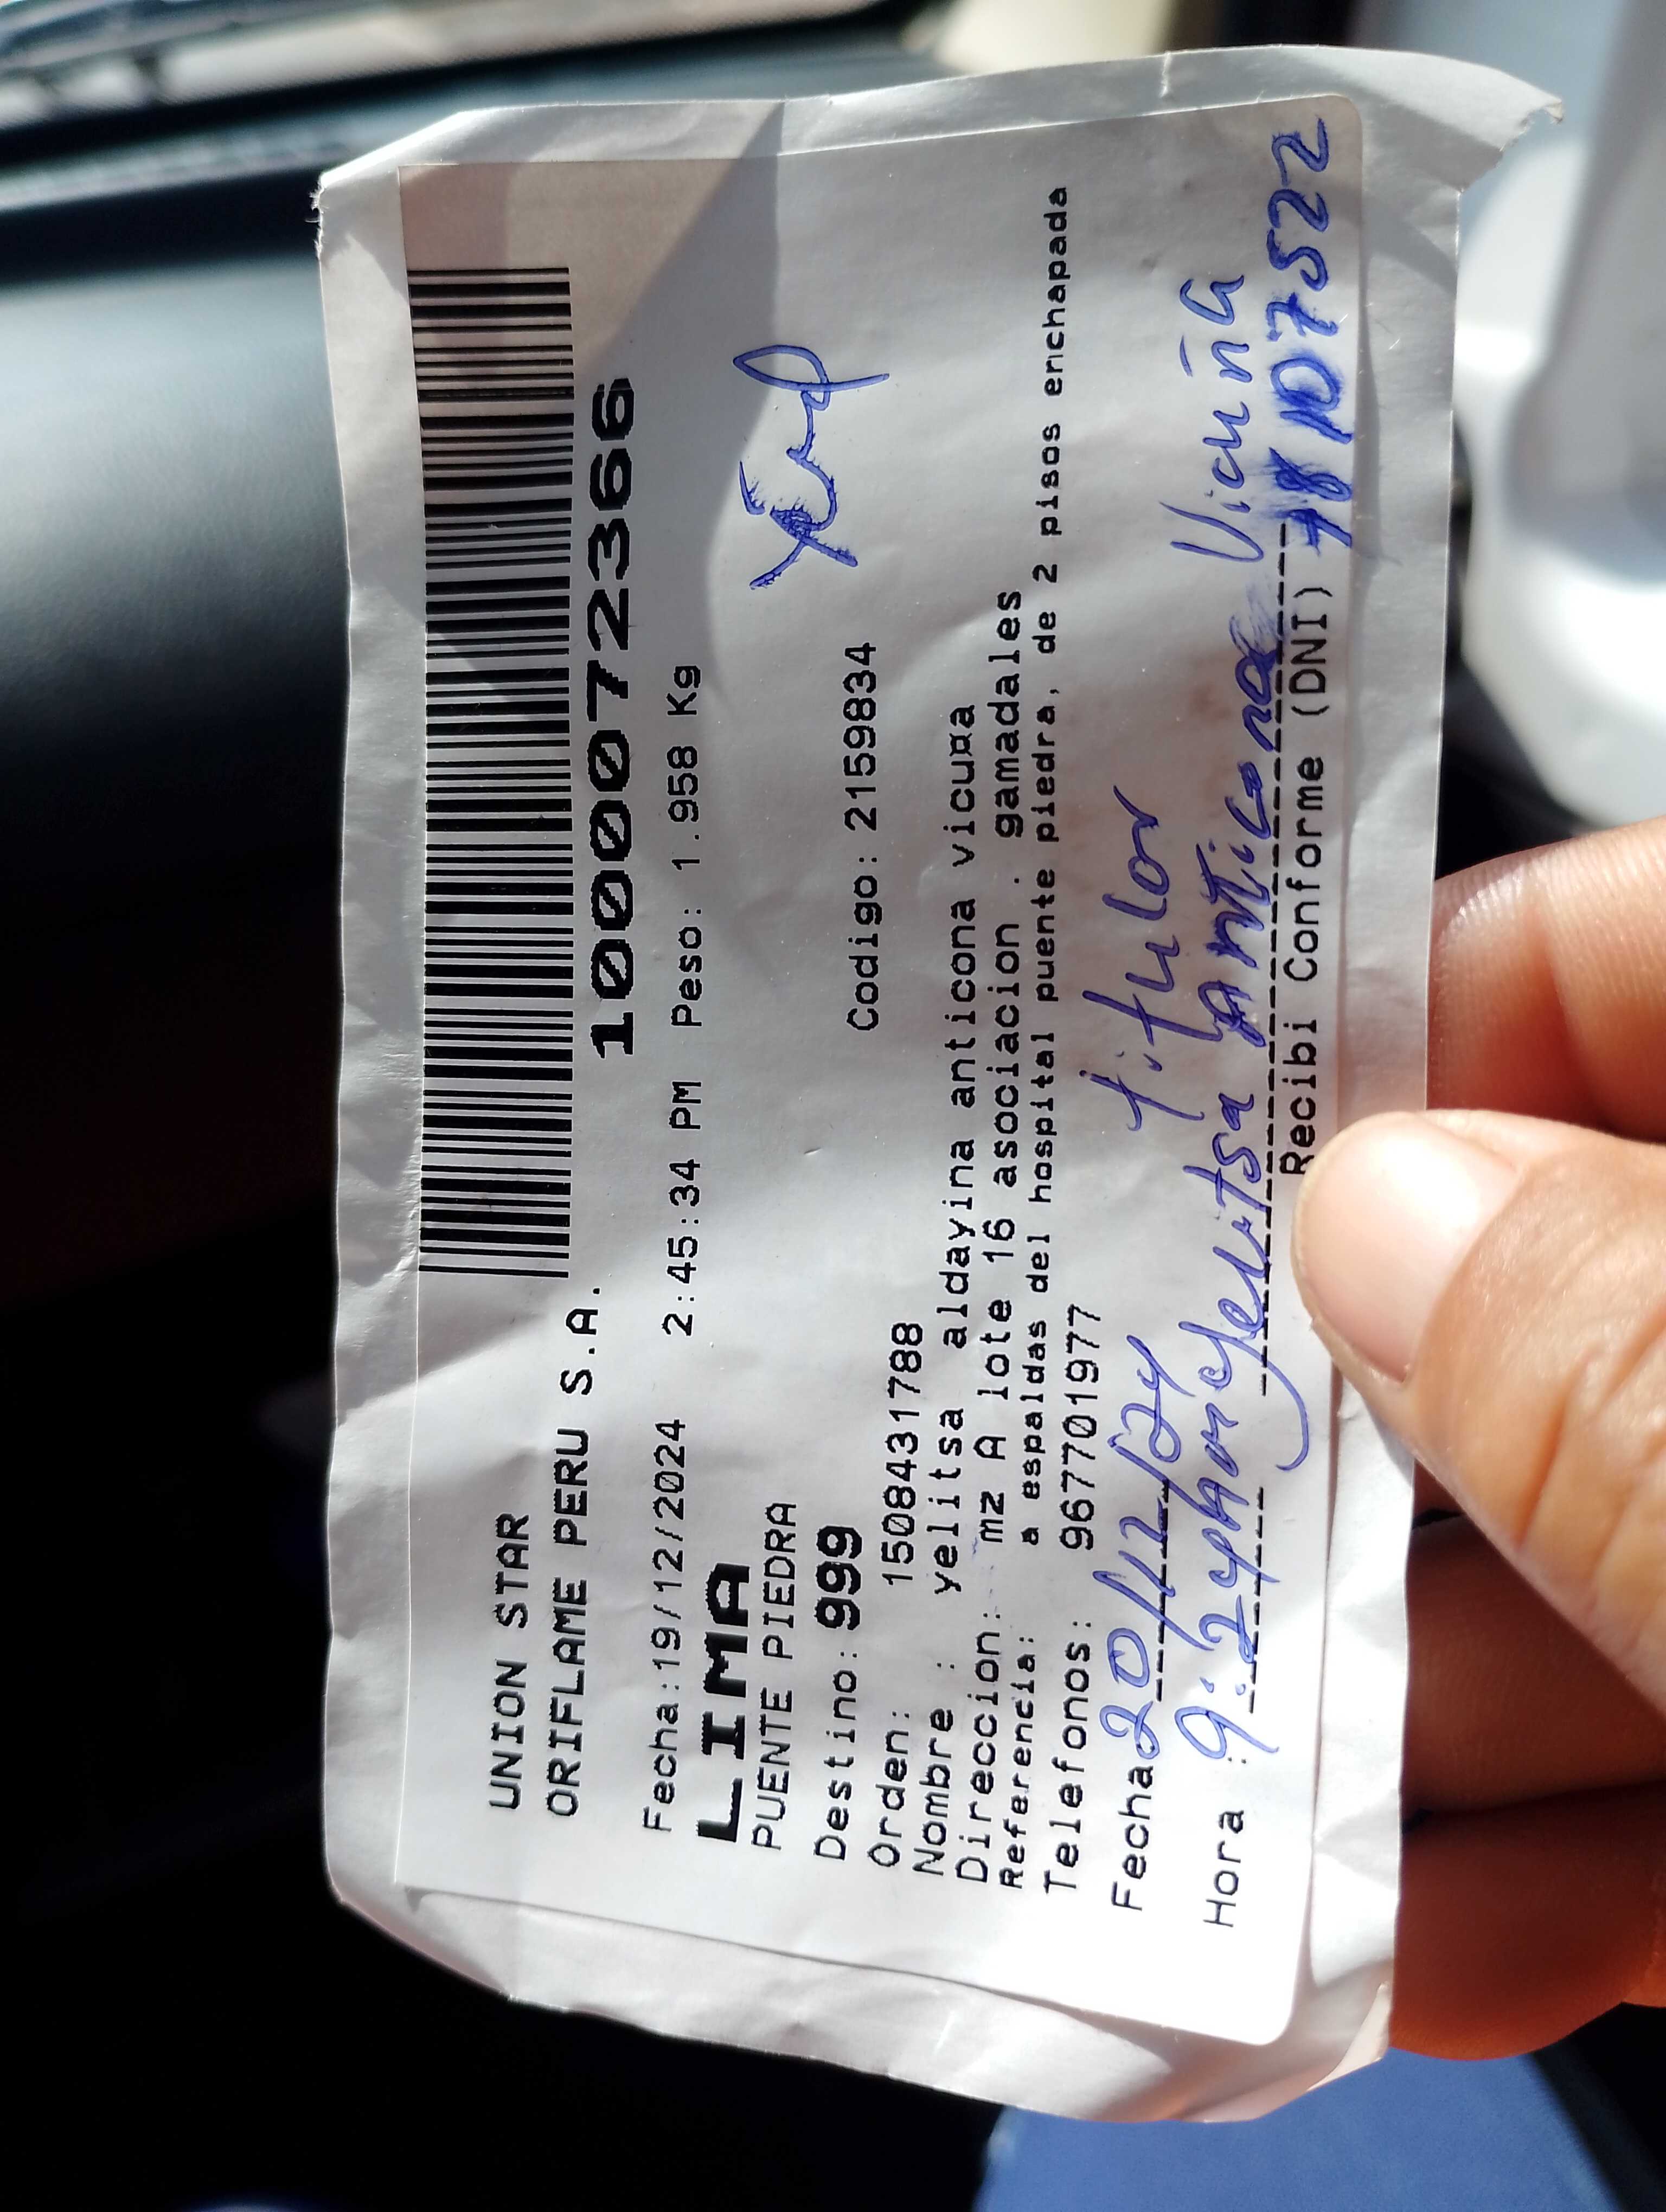 UNION STAR
ORIFLAME PERU S.A.
1000072366
Fecha:19/12/2024 2:45:34 PM Peso: 1.958 Kg
LIMA
PUENTE PIEDRA
Destino: 999
Orden: 1508431788 Codigo: 2159834
Nombre : yelitsa aldayina anticona vicuña
Direccion: mz A lote 16 asociacion . gamadales
Referencia: a espaldas del hospital puente piedra, de 2 pisos enchapada
Telefonos: 967701977
Fecha 20/12/24 titular
Hora : 9:24 Am yelitsa Anticona Vicuña
Recibi Conforme (DNI)